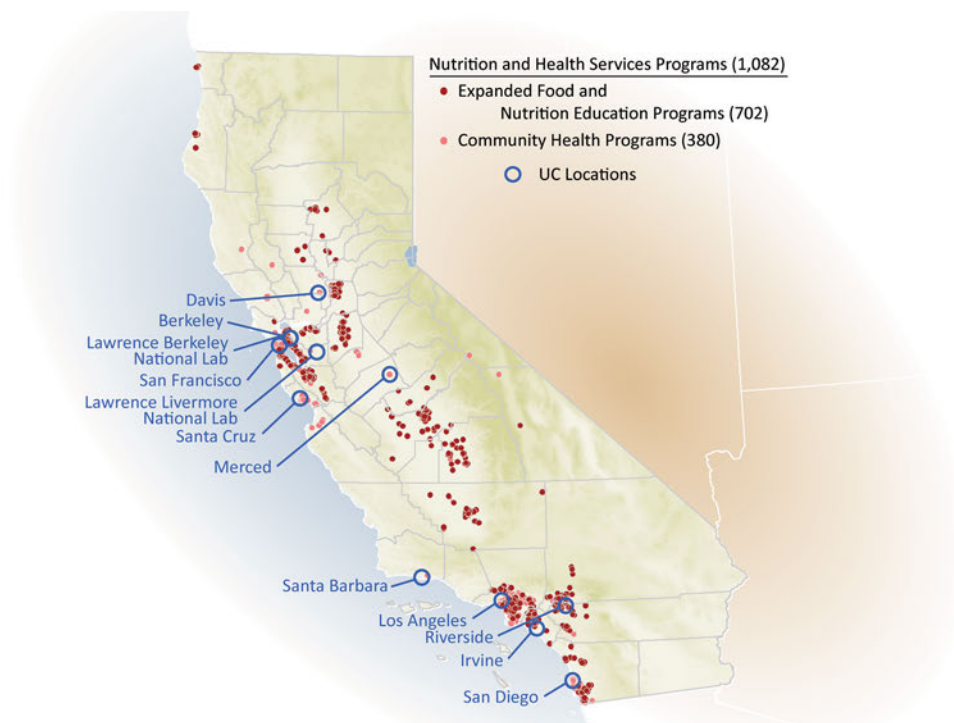 Nutrition and Health Services Programs (1,082)
Expanded Food and
Nutrition Education Programs (702)
Community Health Programs (380)
UC Locations
Davis
Berkeley
Lawrence Berkeley
National Lab
San Francisco
Lawrence Livermore
National Lab
Santa Cruz
Merced
Santa Barbara
Los Angeles
Riverside
Irvine
San Diego